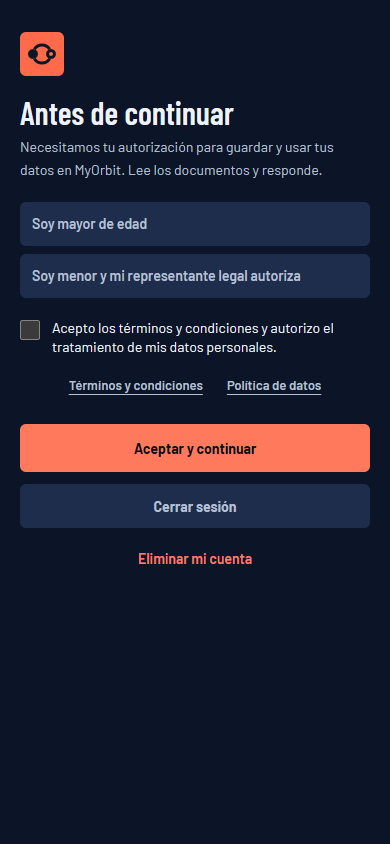 Antes de continuar
Necesitamos tu autorización para guardar y usar tus
datos en MyOrbit. Lee los documentos y responde.
Soy mayor de edad
Soy menor y mi representante legal autoriza
Acepto los términos y condiciones y autorizo el
tratamiento de mis datos personales.
Términos y condiciones Política de datos
Aceptar y continuar
Cerrar sesión
Eliminar mi cuenta